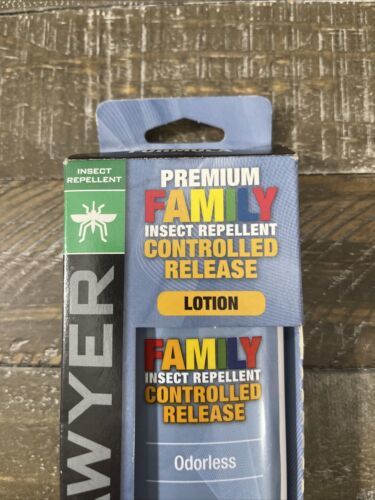 INSECT
REPELLENT
AWYER
PREMIUM
FAMILY
INSECT REPELLENT
CONTROLLED
RELEASE
LOTION
FAMILY
INSECT REPELLENT
CONTROLLED
RELEASE
Odorless